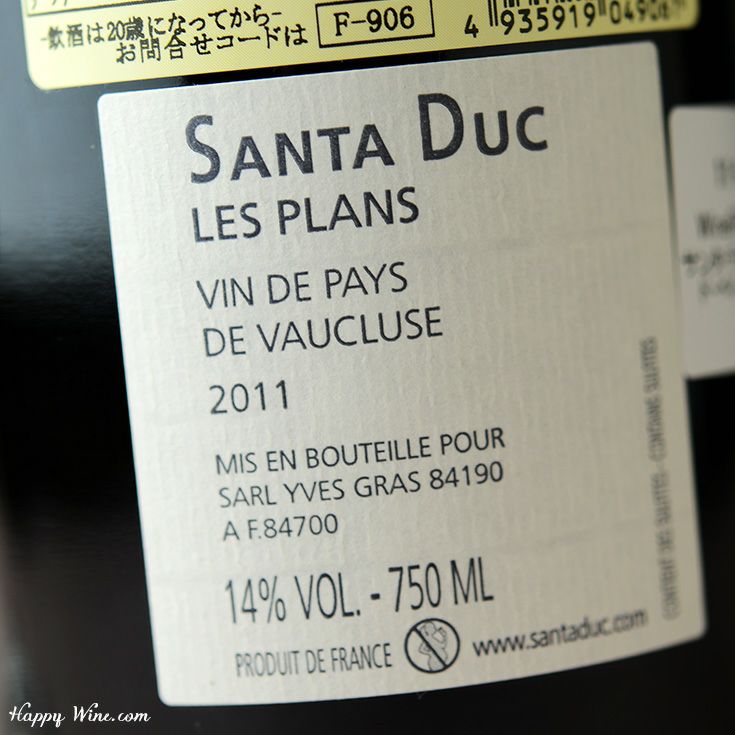 -飲酒は20歳になってから-
お問合せコードは F-906
4 935919 04906
SANTA DUC
LES PLANS
VIN DE PAYS
DE VAUCLUSE
2011
MIS EN BOUTEILLE POUR
SARL YVES GRAS 84190
A F.84700
14% VOL. - 750 ML
PRODUIT DE FRANCE www.santaduc.com
CONTIENT DES SULFITES - CONTAINS SULFITES
Happy Wine.com